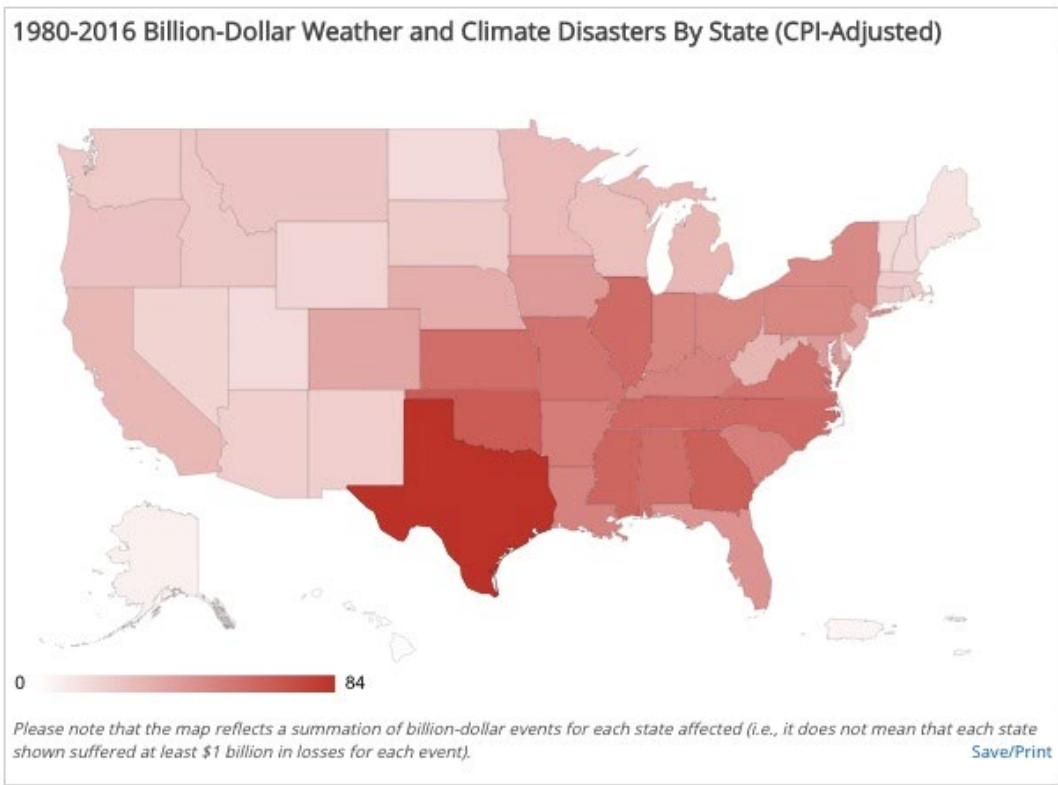 1980-2016 Billion-Dollar Weather and Climate Disasters By State (CPI-Adjusted)
0 84
Please note that the map reflects a summation of billion-dollar events for each state affected (i.e., it does not mean that each state
shown suffered at least $1 billion in losses for each event). Save/Print